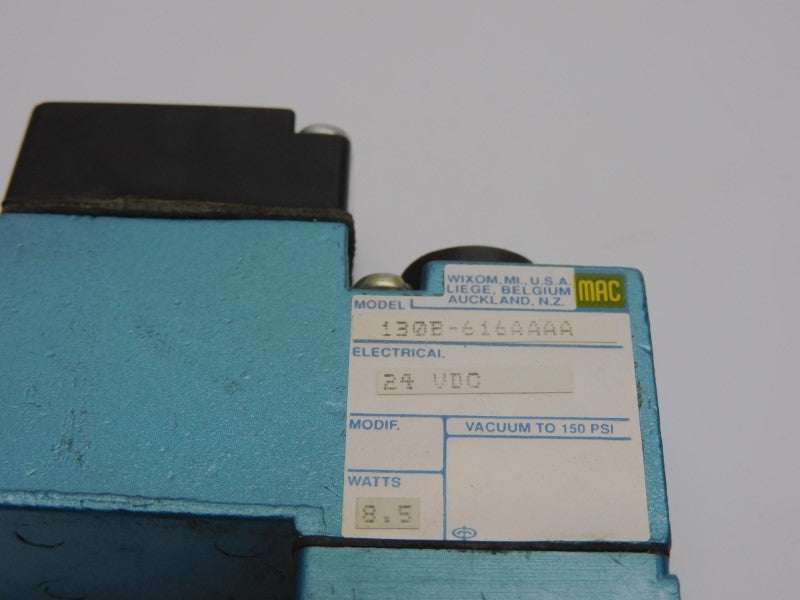 WIXOM, MI., U.S.A.
LIEGE, BELGIUM
AUCKLAND, N.Z.
MAC
MODEL
130B-616AAAA
ELECTRICAL
24 VDC
MODIF.
VACUUM TO 150 PSI
WATTS
8.5